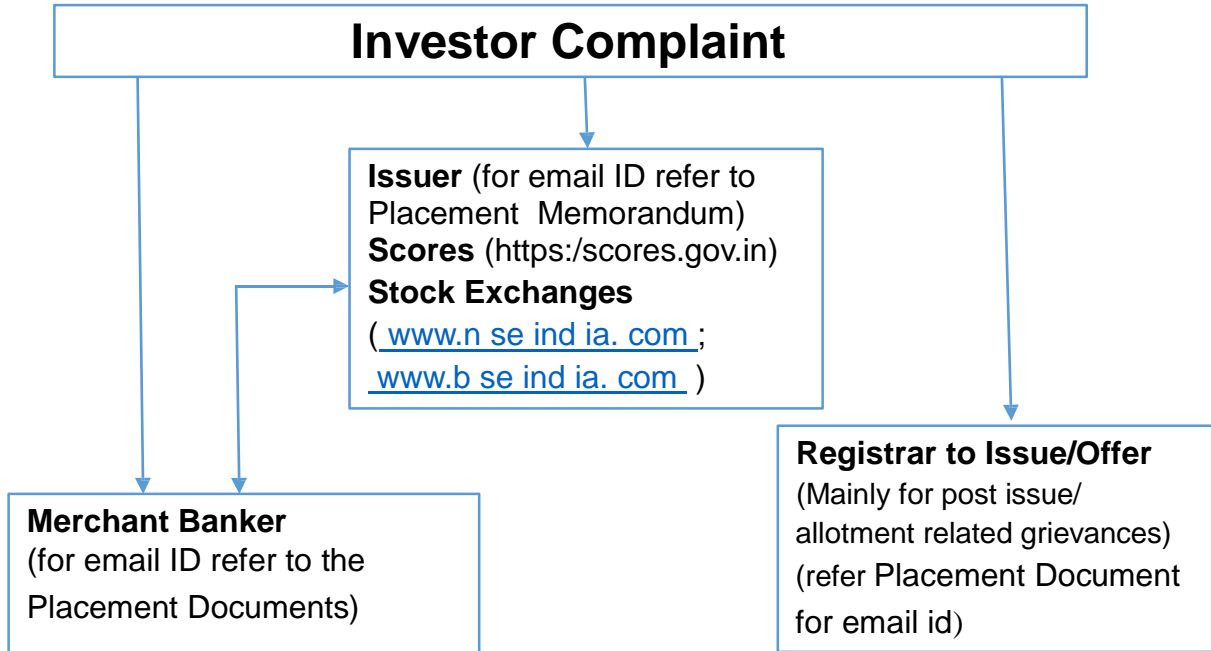 Investor Complaint
Issuer (for email ID refer to
Placement  Memorandum)
Scores (https:/scores.gov.in)
Stock Exchanges
( www.n se ind ia. com ;
www.b se ind ia. com )
Merchant Banker
(for email ID refer to the
Placement Documents)
Registrar to Issue/Offer
(Mainly for post issue/
allotment related grievances)
(refer Placement Document
for email id)